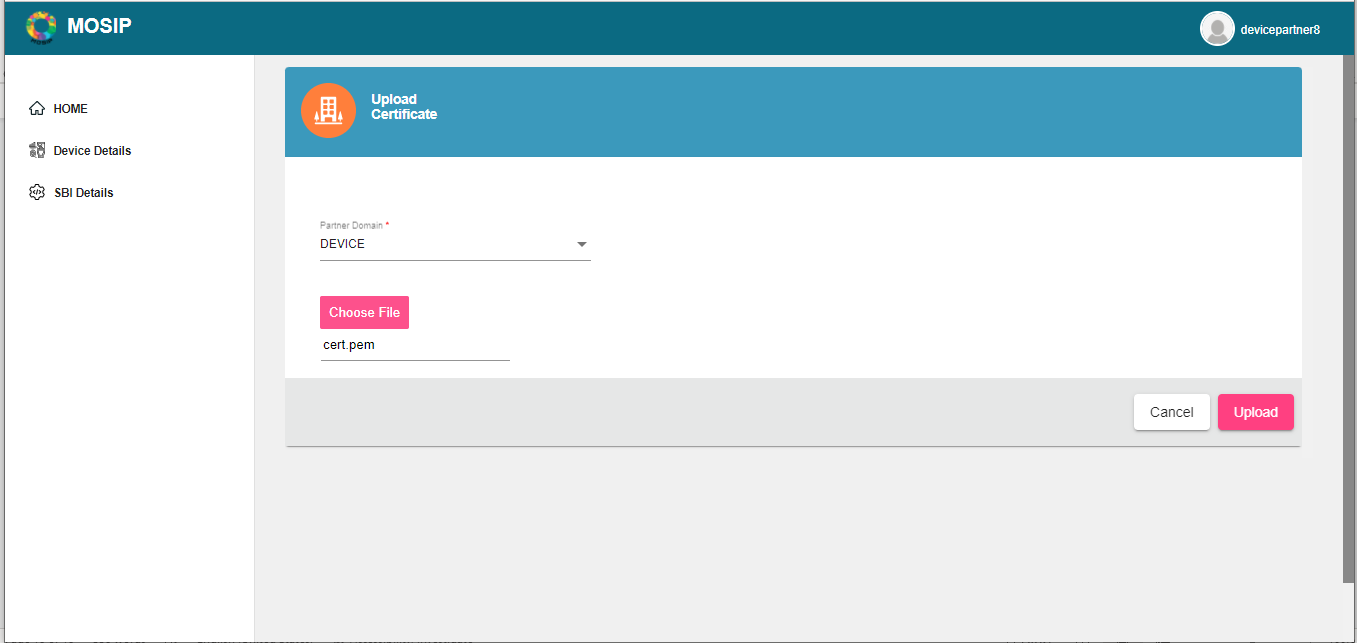 MOSIP
devicepartner8
HOME
Device Details
SBI Details
Upload
Certificate
Partner Domain *
DEVICE
Choose File
cert.pem
Cancel
Upload